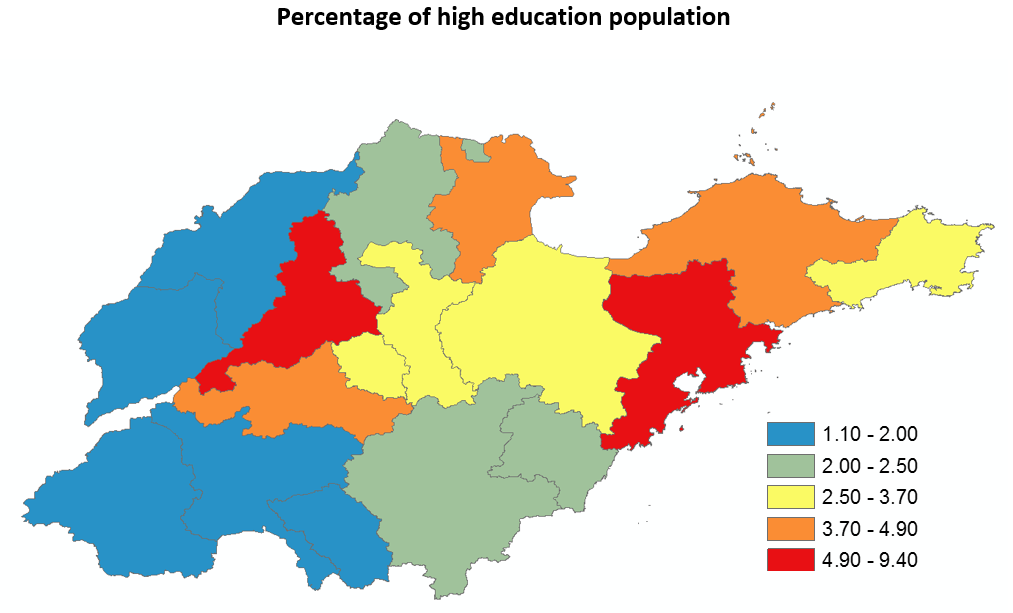 Percentage of high education population
1.10 - 2.00
2.00 - 2.50
2.50 - 3.70
3.70 - 4.90
4.90 - 9.40